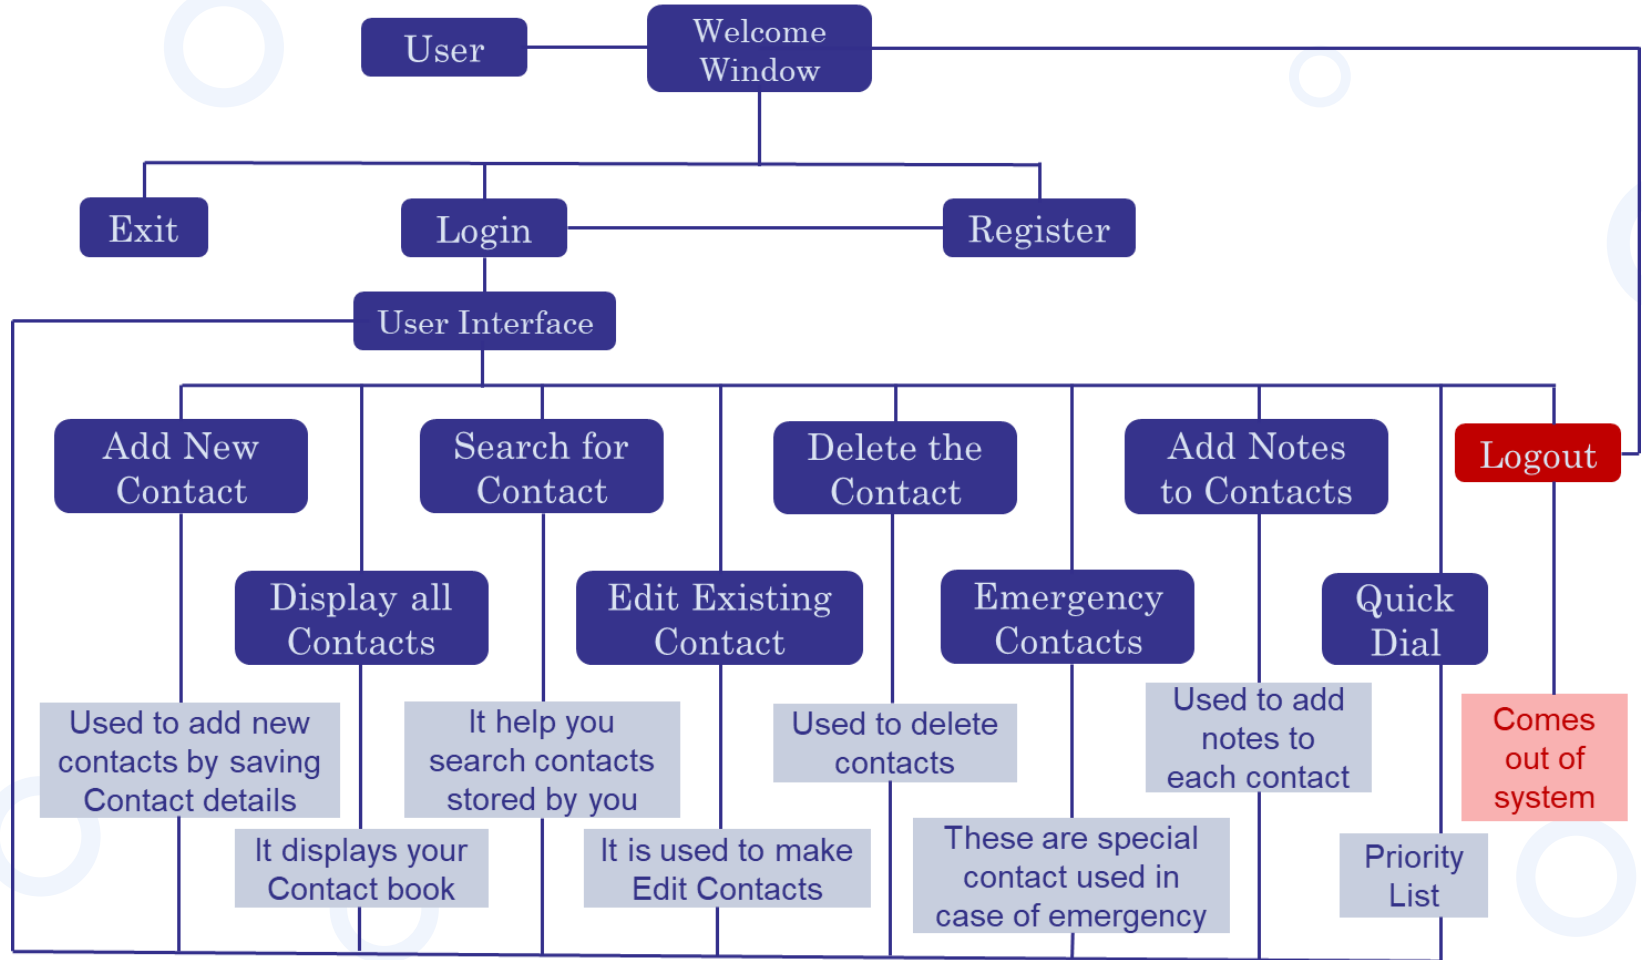 User
Welcome
Window
Exit
Login
Register
User Interface
Add New
Contact
Search for
Contact
Delete the
Contact
Add Notes
to Contacts
Logout
Display all
Contacts
Edit Existing
Contact
Emergency
Contacts
Quick
Dial
Used to add new
contacts by saving
Contact details
It help you
search contacts
stored by you
Used to delete
contacts
Used to add
notes to
each contact
Comes
out of
system
It displays your
Contact book
It is used to make
Edit Contacts
These are special
contact used in
case of emergency
Priority
List